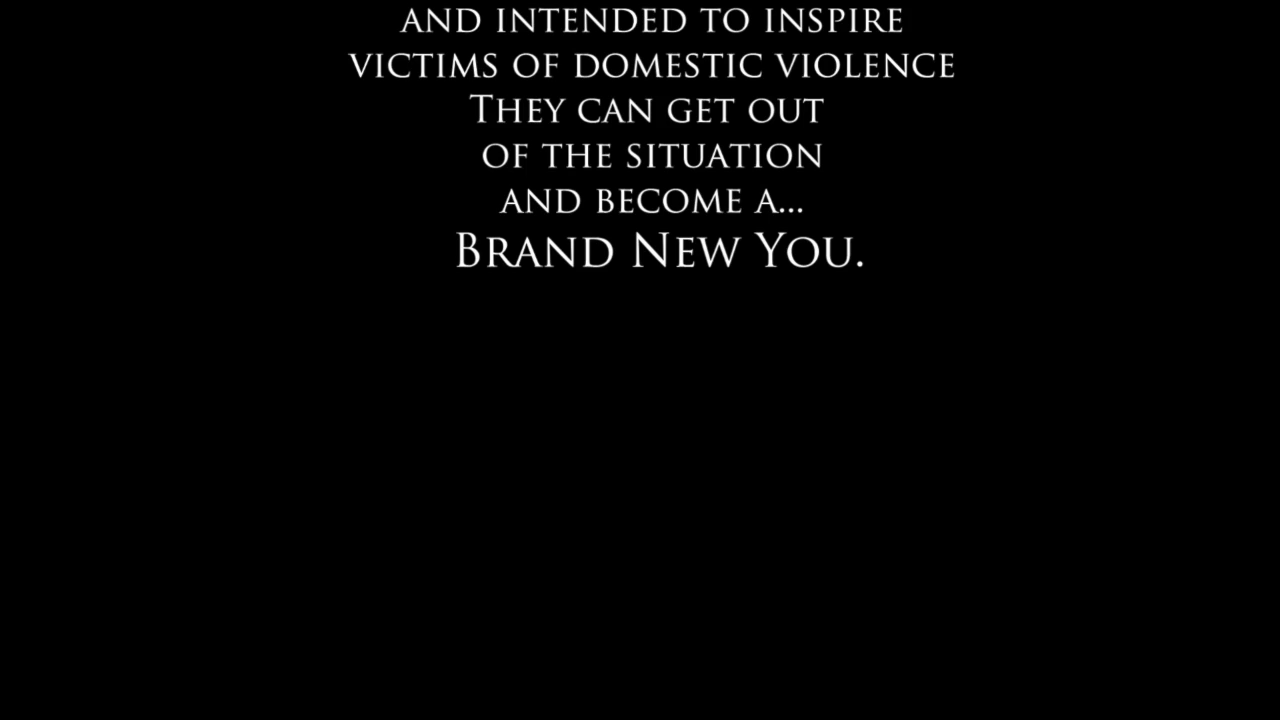 AND INTENDED TO INSPIRE
VICTIMS OF DOMESTIC VIOLENCE
THEY CAN GET OUT
OF THE SITUATION
AND BECOME A...
BRAND NEW YOU.